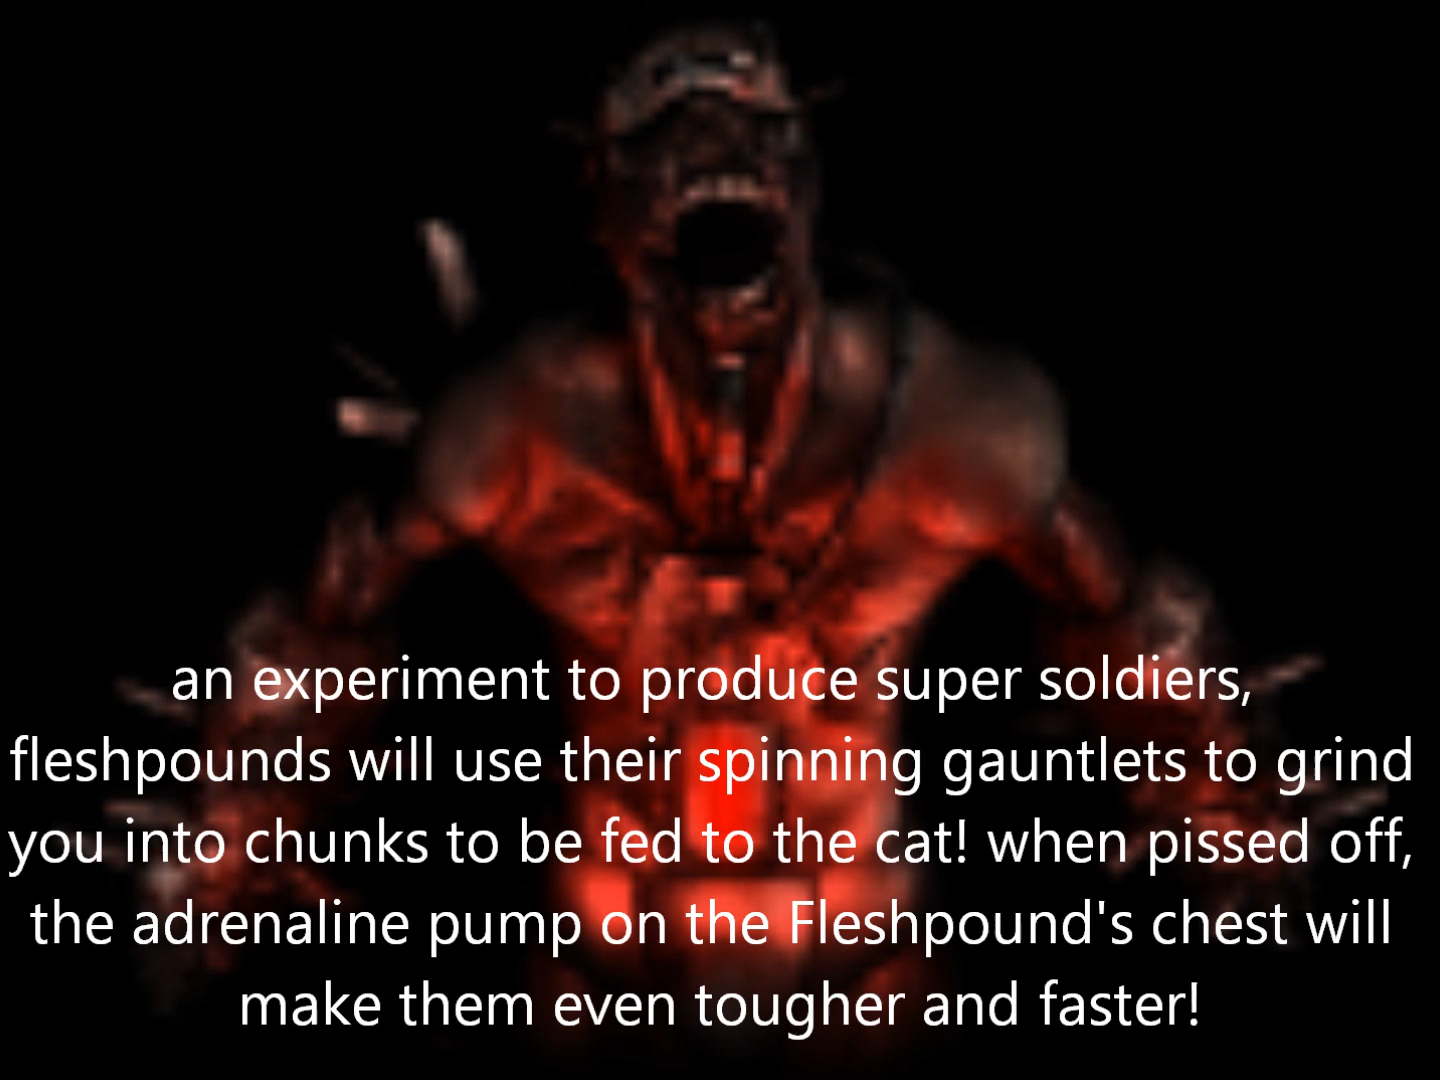 an experiment to produce super soldiers,
fleshpounds will use their spinning gauntlets to grind
you into chunks to be fed to the cat! when pissed off,
the adrenaline pump on the Fleshpound's chest will
make them even tougher and faster!